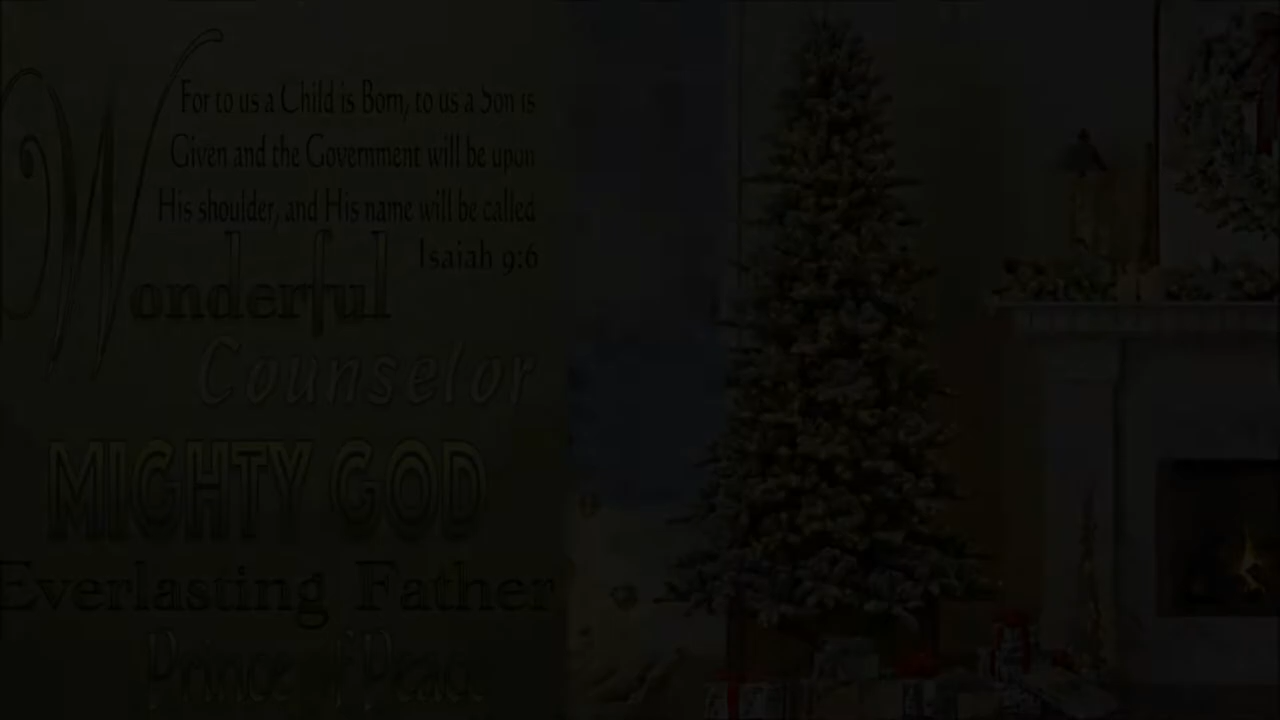 For to us a Child is Born, to us a Son is
Given and the Government will be upon
His shoulder, and His name will be called
Isaiah 9:6
Wonderful
Counselor
MIGHTY GOD
Everlasting Father
Prince of Peace